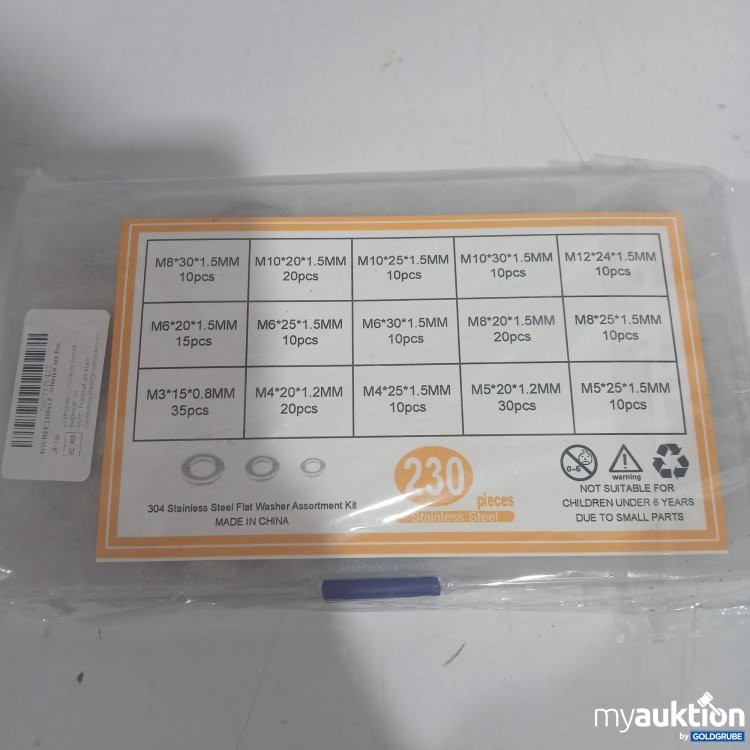 M8*30*1.5MM M10*20*1.5MM M10*25*1.5MM M10*30*1.5MM M12*24*1.5MM
10pcs 20pcs 10pcs 10pcs 10pcs
M6*20*1.5MM M6*25*1.5MM M6*30*1.5MM M8*20*1.5MM M8*25*1.5MM
15pcs 10pcs 10pcs 20pcs 10pcs
M3*15*0.8MM M4*20*1.2MM M4*25*1.5MM M5*20*1.2MM M5*25*1.5MM
35pcs 20pcs 10pcs 30pcs 10pcs
304 Stainless Steel Flat Washer Assortment Kit
MADE IN CHINA
230 pieces
Stainless Steel
0-6
warning
NOT SUITABLE FOR
CHILDREN UNDER 6 YEARS
DUE TO SMALL PARTS
myauktion
by GOLDGRUBE